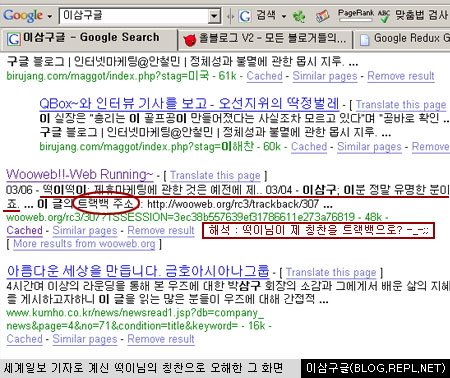 Google 이삼구글 검색 PageRank ABC 맞춤법 검사
이삼구글 - Google Search 올블로그 V2 - 모든 블로거들의... Google Redux G
구글 블로그 | 인터넷마케팅@안철민 | 정체성과 불멸에 관한 몹시 지루. ...
birujang.com/maggot/index.php?stag=미국 - 61k - Cached - Similar pages - Remove result
QBox~와 인터뷰 기사를 보고 - 오선지위의 딱정벌레 - [ Translate this page ]
이 실장은 "홀리는 이 골프공이 만들어졌다는 사실조차 모르고 있다"며 "곧바로 확인 ...
구글 블로그 | 인터넷마케팅@안철민 | 정체성과 불멸에 관한 몹시 지루. ...
birujang.com/maggot/index.php?stag=이해찬 - 60k - Cached - Similar pages - Remove result
Wooweb!!-Web Running~ - [ Translate this page ]
03/06 - 떡이떡이: 제휴마케팅에 관한 것은 예전에 제.. 03/04 - 이삼구: 이분 정말 유명한 분이
죠. ... 이 글의 트랙백 주소 : http://wooweb.org/rc3/trackback/307 ...
wooweb.org/rc3/307?TSSESSION=3ec38b557639ef31786611e273a76819 - 48k -
Cached - Similar pages - Remove result
해석 : 떡이님이 제 칭찬을 트랙백으로? -_-;;
[ More results from wooweb.org ]
아름다운 세상을 만듭니다. 금호아시아나그룹 - [ Translate this page ]
4시간여 이상의 라운딩을 통해 본 우즈에 대한 박삼구 회장의 소감과 그에게서 배운 삶의 지혜
를 게시하고자하니 이 글을 읽는 많은 분들이 우즈에 대해 간접적 ...
www.kumho.co.kr/news/newsread1.jsp?db=company_
news&page=4&no=71&condition=title&keyword= - 16k -
Cached - Similar pages - Remove result
세계일보 기자로 계신 떡이님의 칭찬으로 오해한 그 화면 이삼구글(BLOG.REPL.NET)